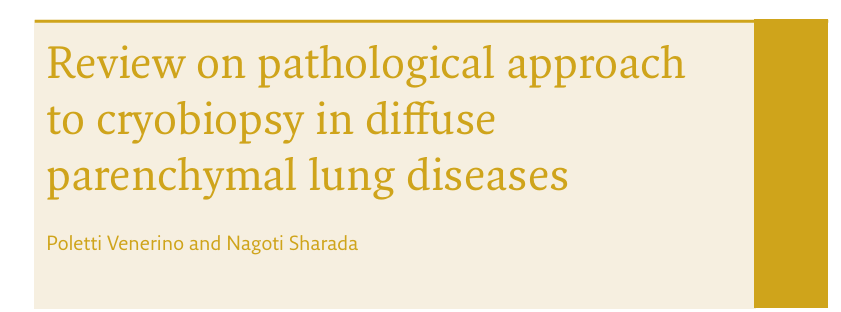 Review on pathological approach
to cryobiopsy in diffuse
parenchymal lung diseases
Poletti Venerino and Nagoti Sharada